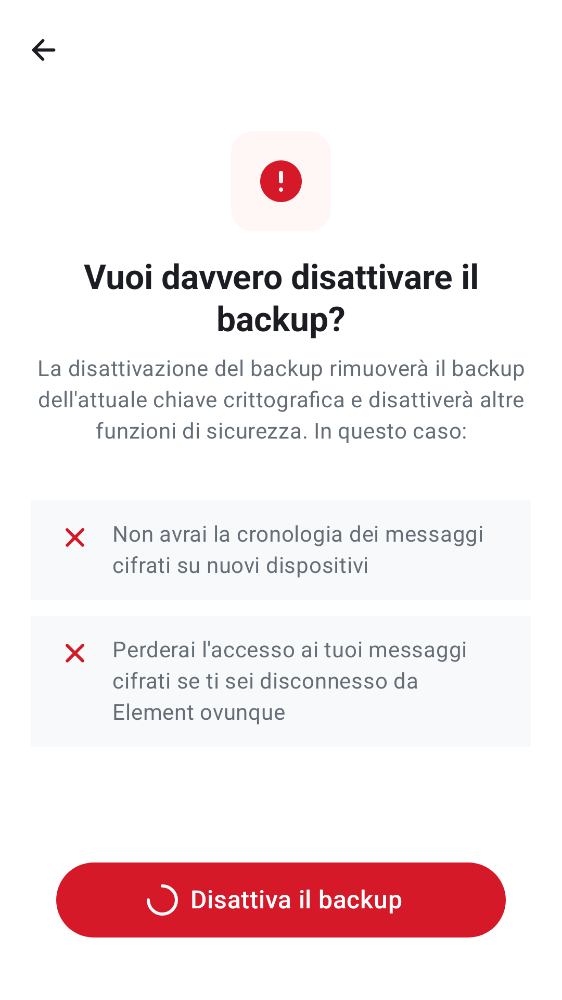 Vuoi davvero disattivare il
backup?
La disattivazione del backup rimuoverà il backup
dell'attuale chiave crittografica e disattiverà altre
funzioni di sicurezza. In questo caso:
Non avrai la cronologia dei messaggi
cifrati su nuovi dispositivi
Perderai l'accesso ai tuoi messaggi
cifrati se ti sei disconnesso da
Element ovunque
Disattiva il backup